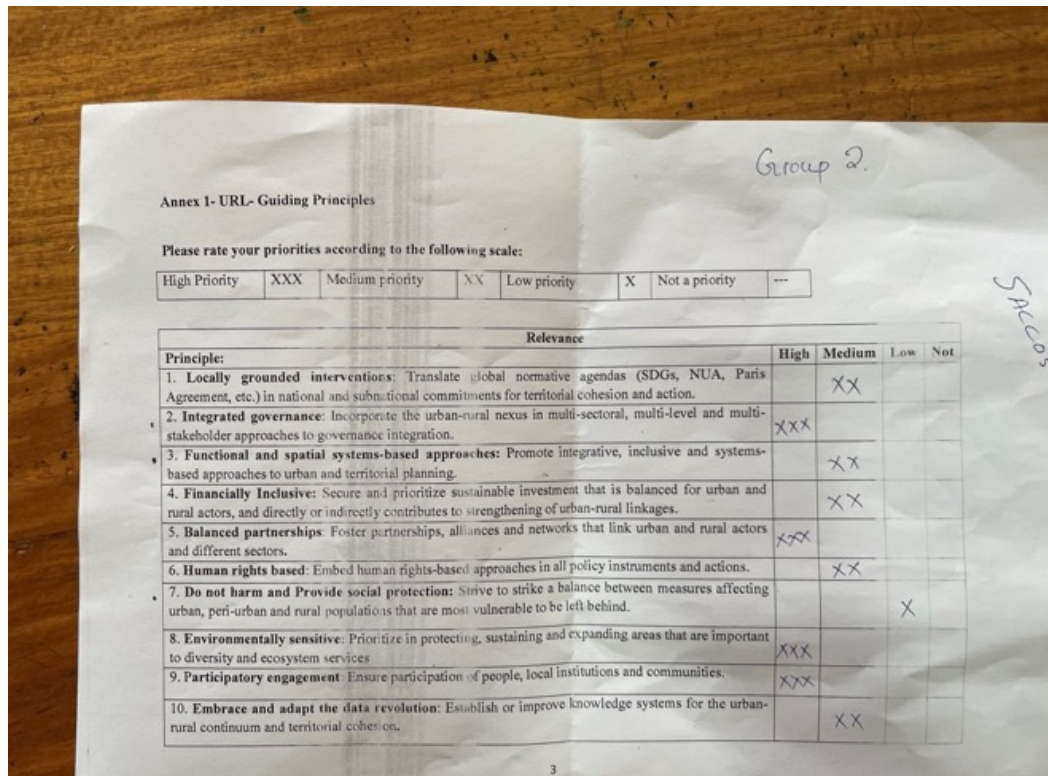 Group 2.
Annex 1- URL- Guiding Principles
Please rate your priorities according to the following scale:
High Priority XXX Medium priority XX Low priority X Not a priority ---
SACCOS
Relevance
Principle: High Medium Low Not
1. Locally grounded interventions: Translate global normative agendas (SDGs, NUA, Paris
Agreement, etc.) in national and subnational commitments for territorial cohesion and action. XX
2. Integrated governance: Incorporate the urban-rural nexus in multi-sectoral, multi-level and multi-
stakeholder approaches to governance integration. XXX
3. Functional and spatial systems-based approaches: Promote integrative, inclusive and systems-
based approaches to urban and territorial planning. XX
4. Financially Inclusive: Secure and prioritize sustainable investment that is balanced for urban and
rural actors, and directly or indirectly contributes to strengthening of urban-rural linkages. XX
5. Balanced partnerships: Foster partnerships, alliances and networks that link urban and rural actors
and different sectors. XXX
6. Human rights based: Embed human rights-based approaches in all policy instruments and actions. XX
7. Do not harm and Provide social protection: Strive to strike a balance between measures affecting
urban, peri-urban and rural populations that are most vulnerable to be left behind. X
8. Environmentally sensitive: Prioritize in protecting, sustaining and expanding areas that are important
to diversity and ecosystem services XXX
9. Participatory engagement: Ensure participation of people, local institutions and communities. XXX
10. Embrace and adapt the data revolution: Establish or improve knowledge systems for the urban-
rural continuum and territorial cohesion. XX
3